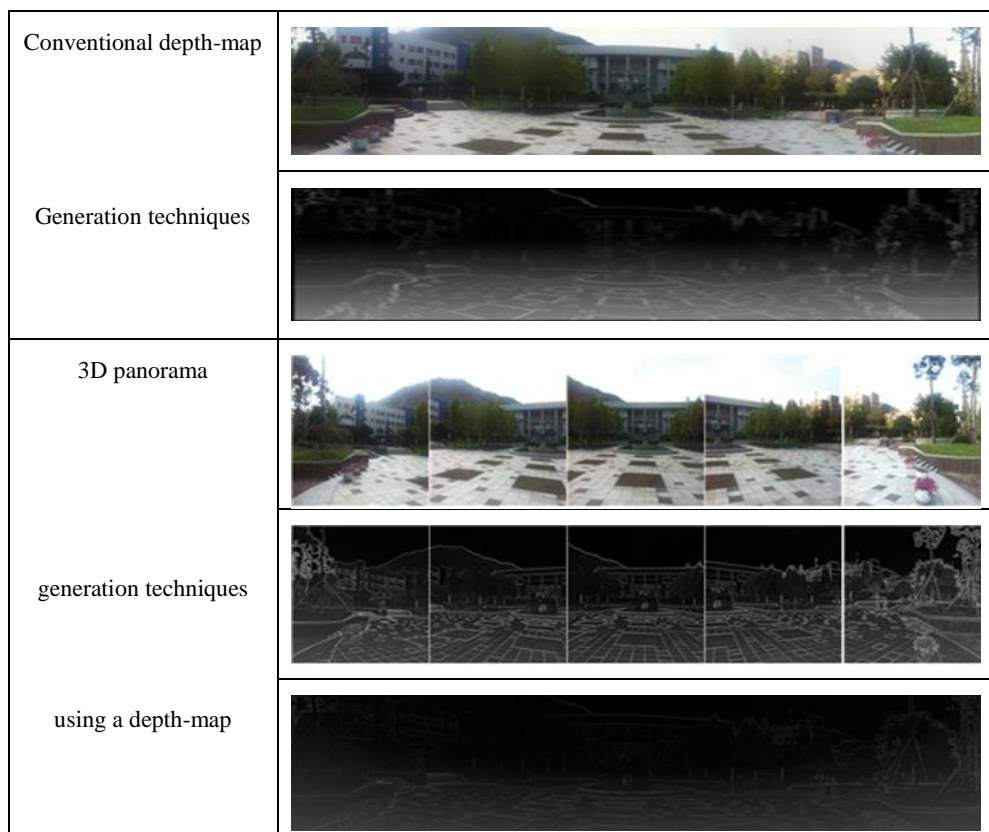 Conventional depth-map
Generation techniques
3D panorama
generation techniques
using a depth-map